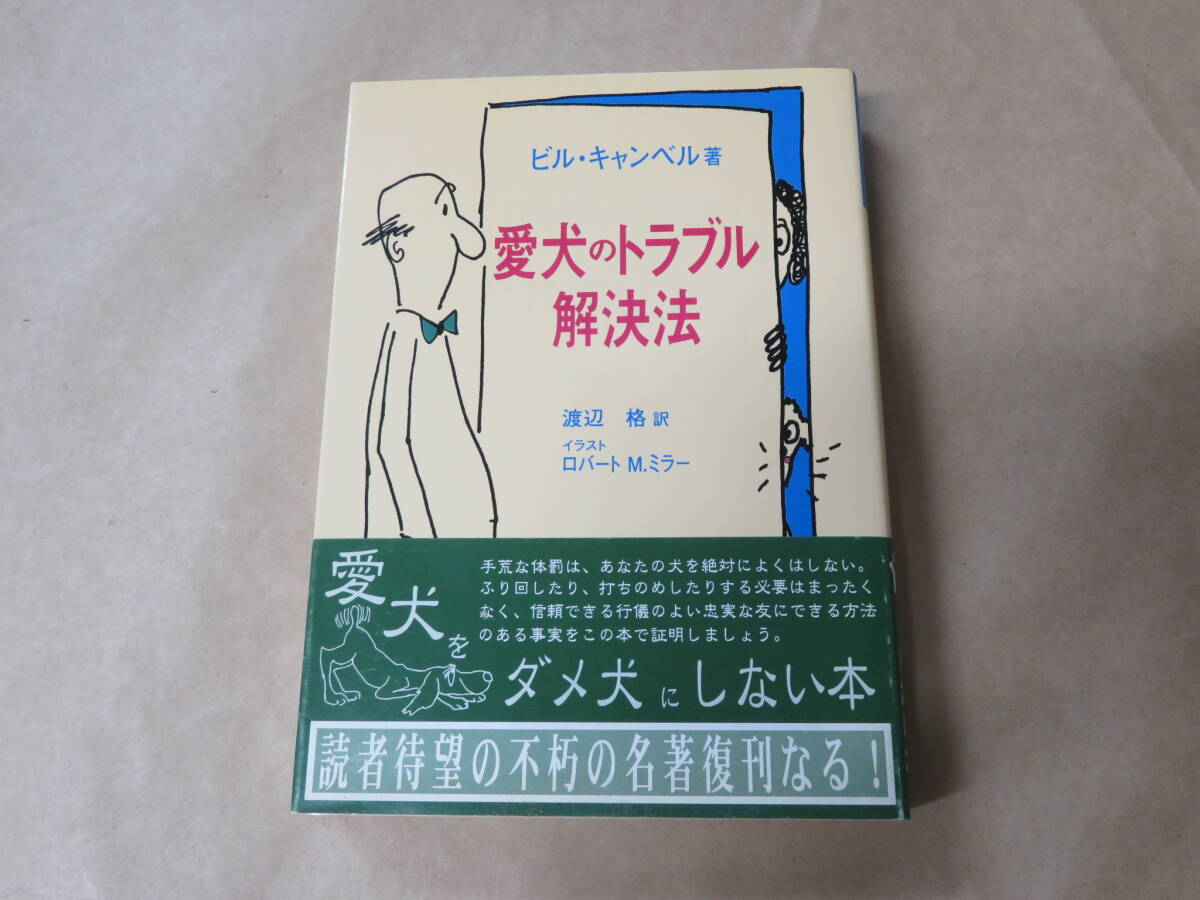 ビル・キャンベル著
愛犬のトラブル
解決法
渡辺 格 訳
イラスト
ロバート M.ミラー
手荒な体罰は、あなたの犬を絶対によくはしない。
ふり回したり、打ちのめしたりする必要はまったく
なく、信頼できる行儀のよい忠実な友にできる方法
のある事実をこの本で証明しましょう。
愛犬を
ダメ犬にしない本
読者待望の不朽の名著復刊なる!